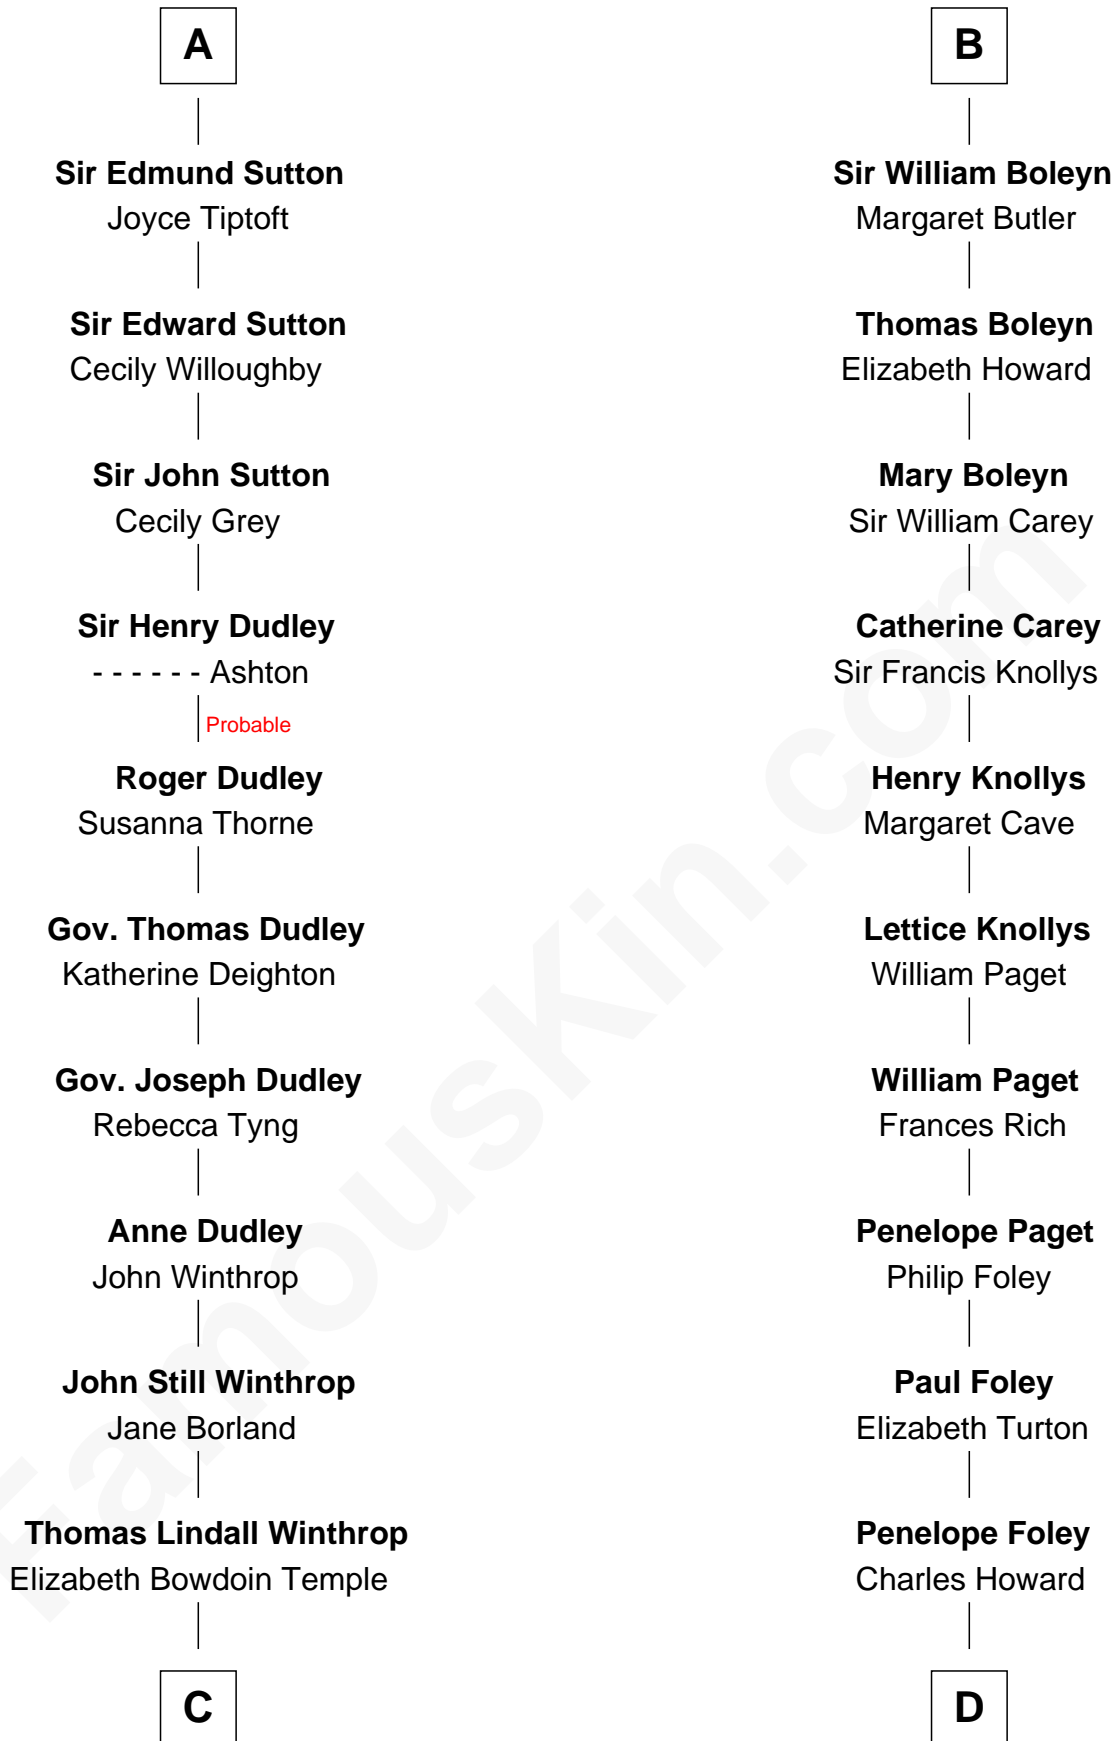 A
Sir Edmund Sutton
Joyce Tiptoft
Sir Edward Sutton
Cecily Willoughby
Sir John Sutton
Cecily Grey
Sir Henry Dudley
- - - - - - Ashton
Probable
Roger Dudley
Susanna Thorne
Gov. Thomas Dudley
Katherine Deighton
Gov. Joseph Dudley
Rebecca Tyng
Anne Dudley
John Winthrop
John Still Winthrop
Jane Borland
Thomas Lindall Winthrop
Elizabeth Bowdoin Temple
C
B
Sir William Boleyn
Margaret Butler
Thomas Boleyn
Elizabeth Howard
Mary Boleyn
Sir William Carey
Catherine Carey
Sir Francis Knollys
Henry Knollys
Margaret Cave
Lettice Knollys
William Paget
William Paget
Frances Rich
Penelope Paget
Philip Foley
Paul Foley
Elizabeth Turton
Penelope Foley
Charles Howard
D
FamousKin.com